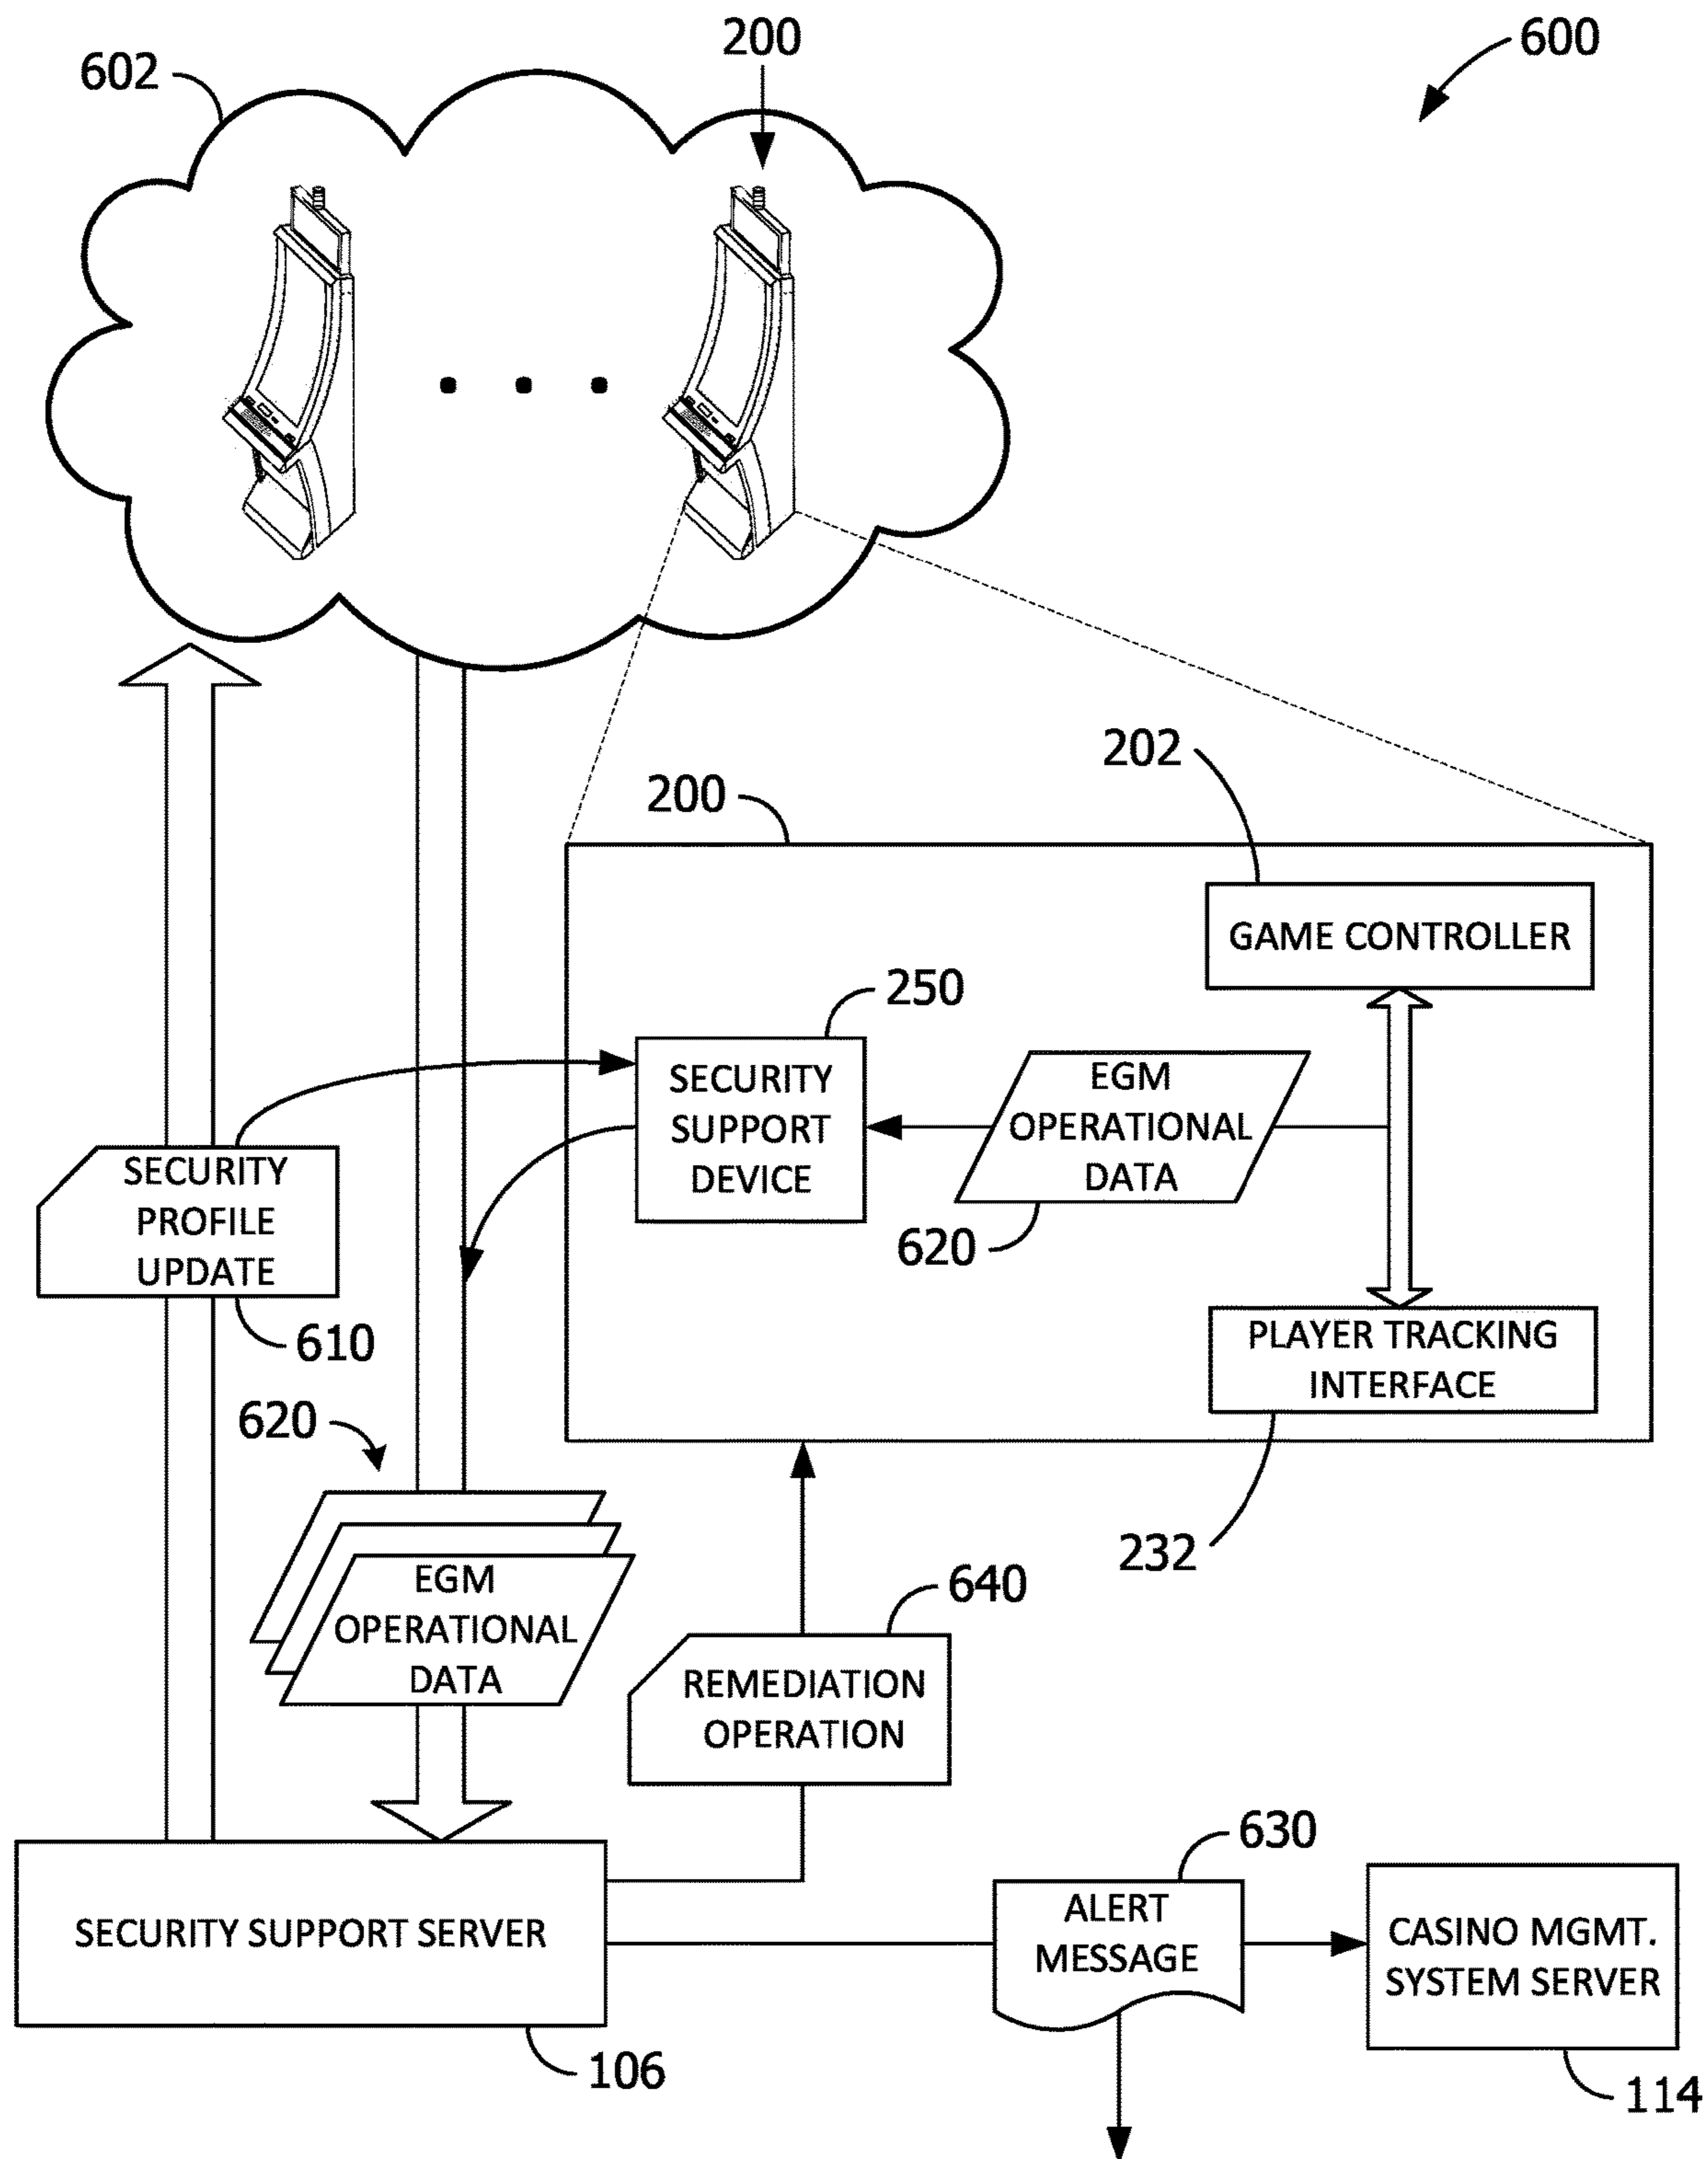 200
600
602
202
200
GAME CONTROLLER
250
SECURITY
SUPPORT
DEVICE
EGM
OPERATIONAL
DATA
620
SECURITY
PROFILE
UPDATE
610
PLAYER TRACKING
INTERFACE
232
620
EGM
OPERATIONAL
DATA
640
REMEDIATION
OPERATION
630
ALERT
MESSAGE
CASINO MGMT.
SYSTEM SERVER
114
SECURITY SUPPORT SERVER
106